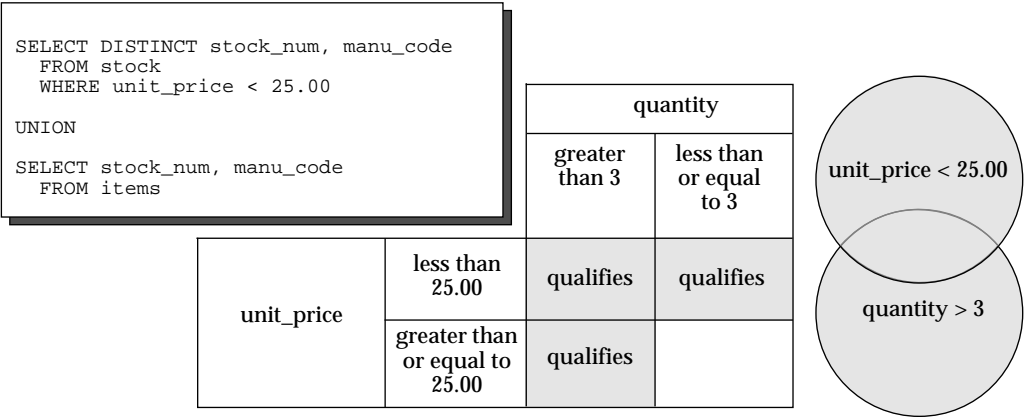 SELECT DISTINCT stock_num, manu_code
FROM stock
WHERE unit_price < 25.00
UNION
SELECT stock_num, manu_code
FROM items
quantity
greater
than 3
less than
or equal
to 3
unit_price
less than
25.00
qualifies
qualifies
greater than
or equal to
25.00
qualifies
unit_price < 25.00
quantity > 3